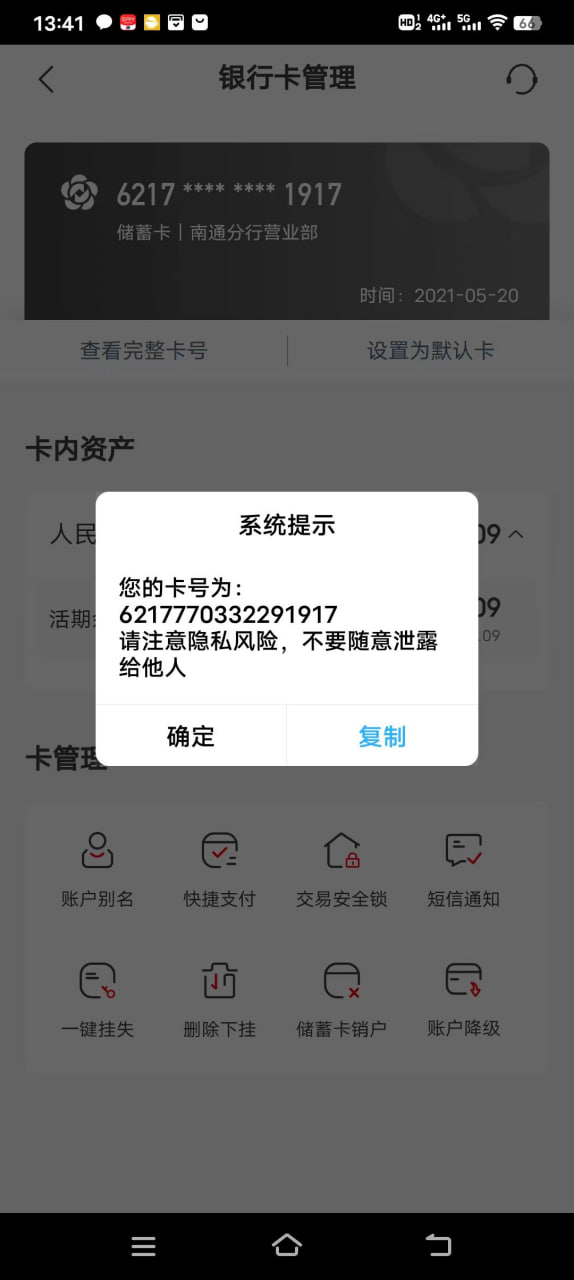 13:41
HD 1 2 4G+ 5G 66
银行卡管理
6217 **** **** 1917
储蓄卡｜南通分行营业部
时间：2021-05-20
查看完整卡号
设置为默认卡
卡内资产
人民
09
系统提示
您的卡号为：
6217770332291917
请注意隐私风险，不要随意泄露
给他人
活期
09
.09
确定
复制
卡管理
账户别名
快捷支付
交易安全锁
短信通知
一键挂失
删除下挂
储蓄卡销户
账户降级